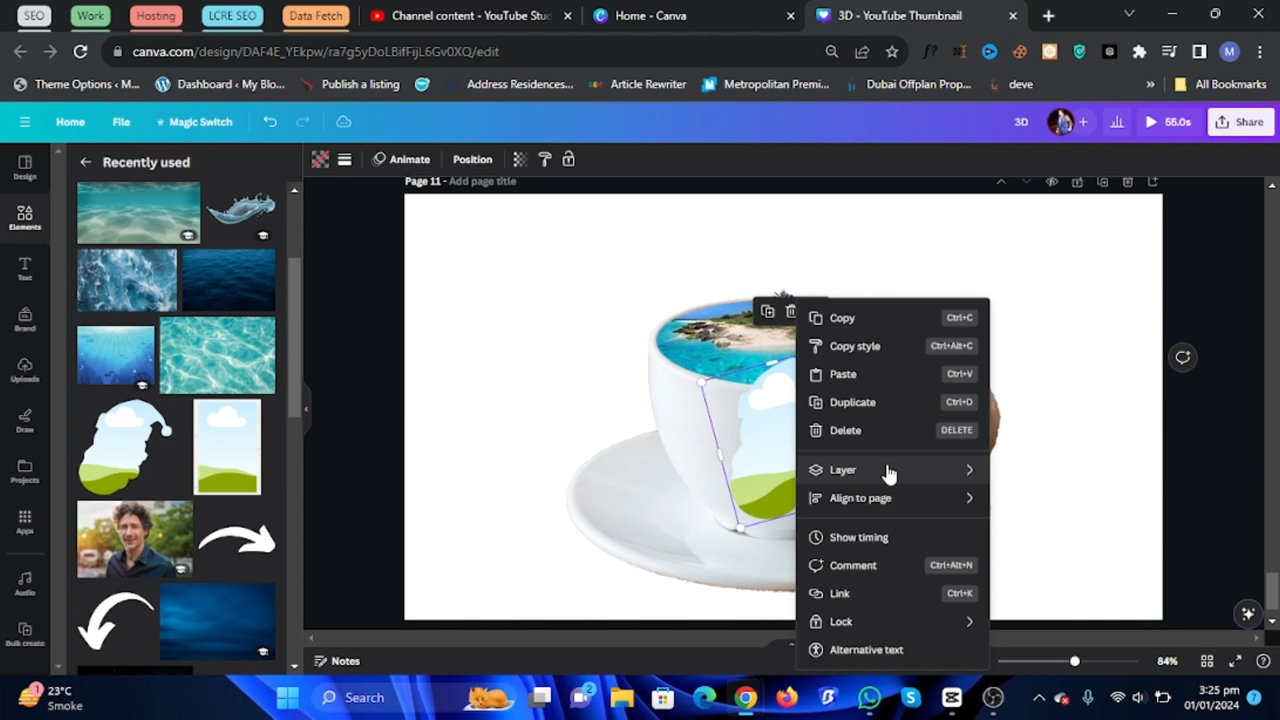 SEO
Work
Hosting
LCRE SEO
Data Fetch
Channel content - YouTube Stu
Home - Canva
3D - YouTube Thumbnail
canva.com/design/DAF4E_YEkpw/ra7g5yDoLBifFijL6Gv0XQ/edit
Theme Options ‹ M...
Dashboard ‹ My Blo...
Publish a listing
Address Residences...
Article Rewriter
Metropolitan Premi...
Dubai Offplan Prop...
deve
All Bookmarks
Home
File
Magic Switch
3D
55.0s
Share
Design
Elements
Text
Brand
Uploads
Draw
Projects
Apps
Audio
Bulk create
Recently used
Animate
Position
Page 11 - Add page title
Copy Ctrl+C
Copy style Ctrl+Alt+C
Paste Ctrl+V
Duplicate Ctrl+D
Delete DELETE
Layer
Align to page
Show timing
Comment Ctrl+Alt+N
Link Ctrl+K
Lock
Alternative text
Notes
84%
1
23°C
Smoke
Search
2
3:25 pm
01/01/2024
7